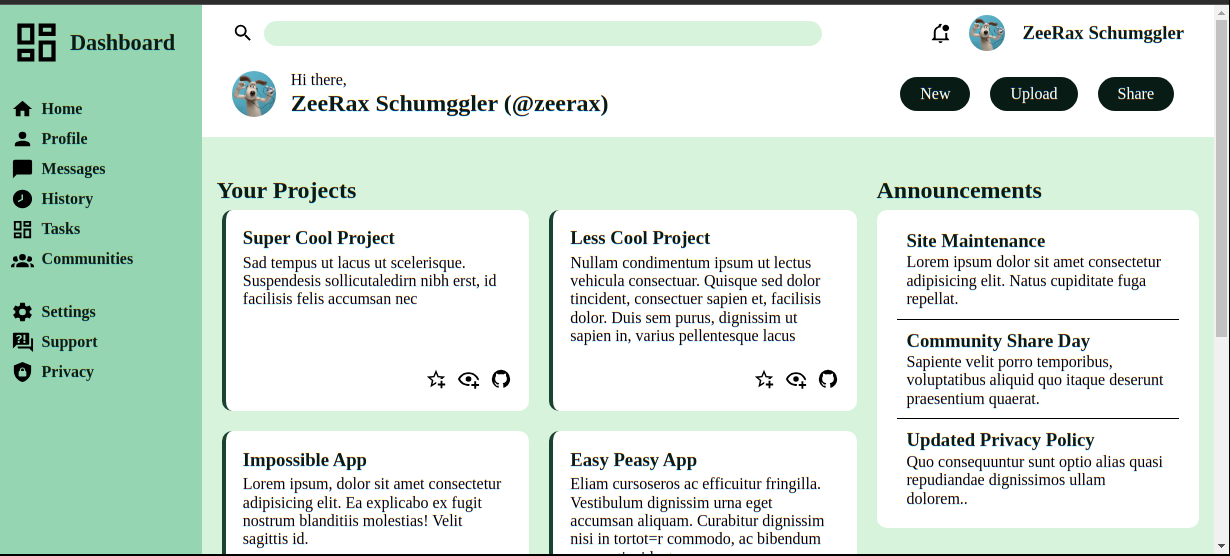 Dashboard
Home
Profile
Messages
History
Tasks
Communities
Settings
Support
Privacy
ZeeRax Schumggler
Hi there,
ZeeRax Schumggler (@zeerax)
New
Upload
Share
Your Projects
Super Cool Project
Sad tempus ut lacus ut scelerisque.
Suspendesis sollicutaledirn nibh erst, id
facilisis felis accumsan nec
Less Cool Project
Nullam condimentum ipsum ut lectus
vehicula consectuar. Quisque sed dolor
tincident, consectuer sapien et, facilisis
dolor. Duis sem purus, dignissim ut
sapien in, varius pellentesque lacus
Impossible App
Lorem ipsum, dolor sit amet consectetur
adipisicing elit. Ea explicabo ex fugit
nostrum blanditiis molestias! Velit
sagittis id.
Easy Peasy App
Eliam cursoseros ac efficuitur fringilla.
Vestibulum dignissim urna eget
accumsan aliquam. Curabitur dignissim
nisi in tortot=r commodo, ac bibendum
Announcements
Site Maintenance
Lorem ipsum dolor sit amet consectetur
adipisicing elit. Natus cupiditate fuga
repellat.
Community Share Day
Sapiente velit porro temporibus,
voluptatibus aliquid quo itaque deserunt
praesentium quaerat.
Updated Privacy Policy
Quo consequuntur sunt optio alias quasi
repudiandae dignissimos ullam
dolorem..